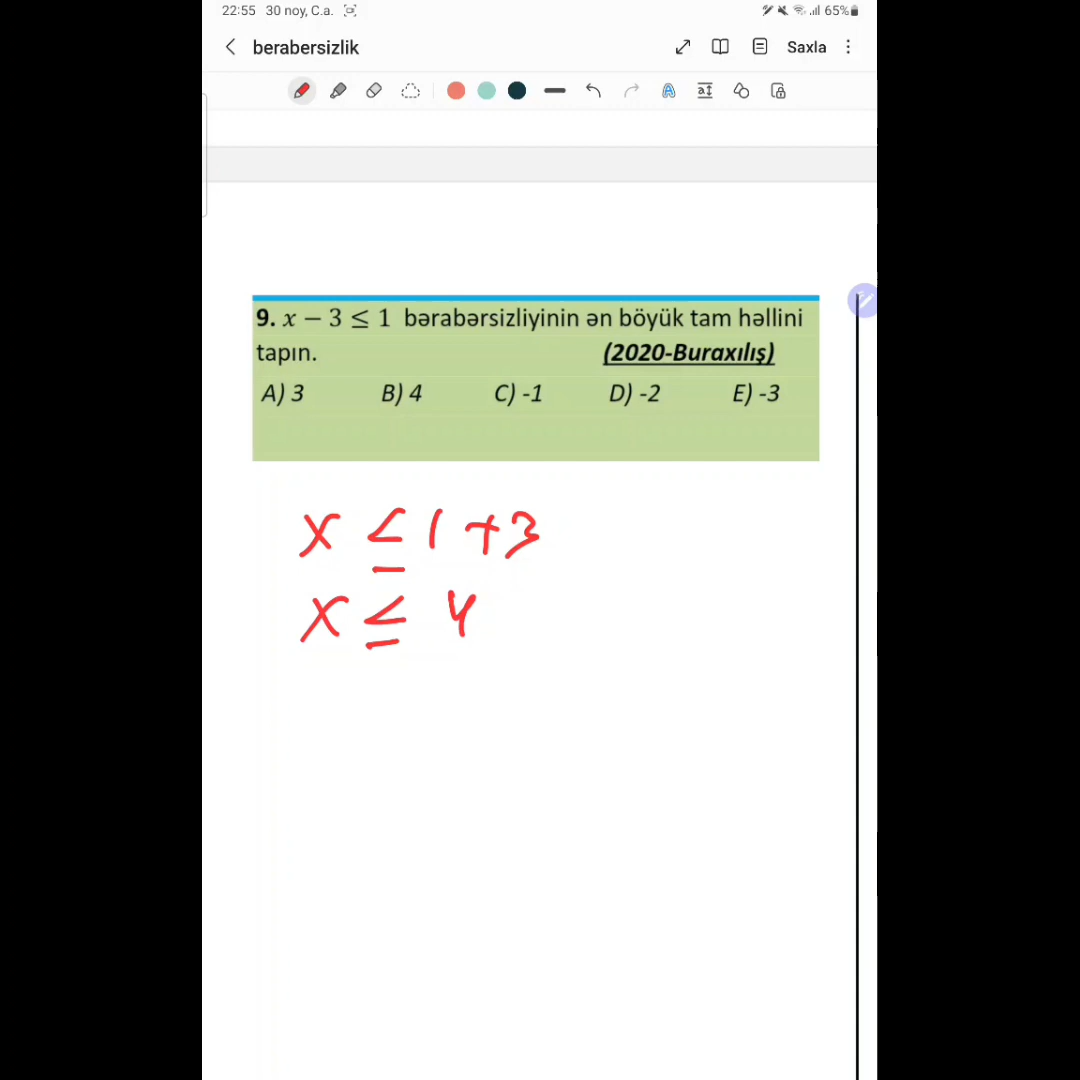 22:55 30 noy, C.a. 65%
berabersizlik Saxla
9. x − 3 ≤ 1 bərabərsizliyinin ən böyük tam həllini
tapın. (2020-Buraxılış)
A) 3 B) 4 C) -1 D) -2 E) -3
x ≤ 1 + 3
x ≤ 4